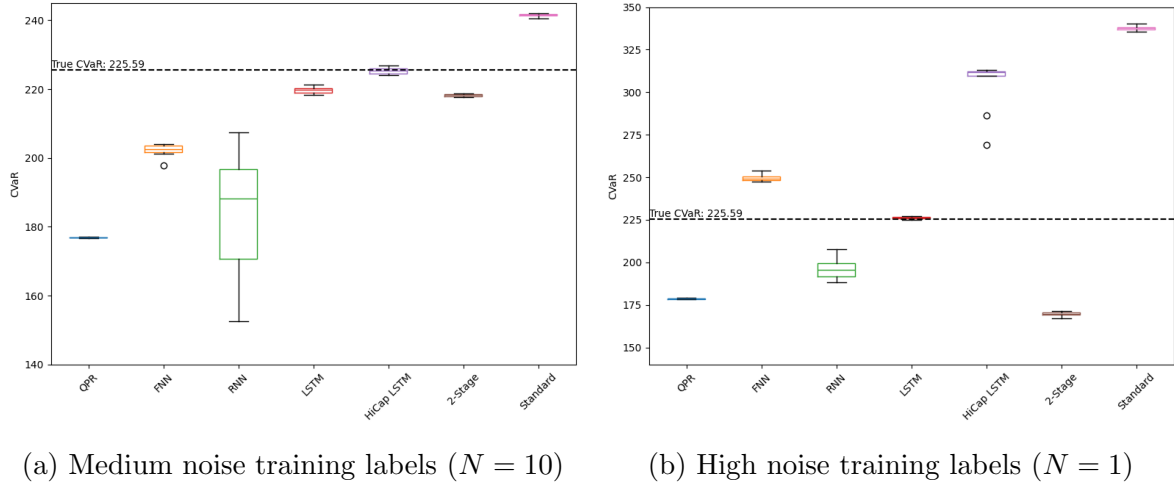 240
220
200
180
160
140
CVaR
True CVaR: 225.59
QPR
FNN
RNN
LSTM
HiCap LSTM
2-Stage
Standard
(a) Medium noise training labels (N = 10)
350
325
300
275
250
225
200
175
150
CVaR
True CVaR: 225.59
QPR
FNN
RNN
LSTM
HiCap LSTM
2-Stage
Standard
(b) High noise training labels (N = 1)